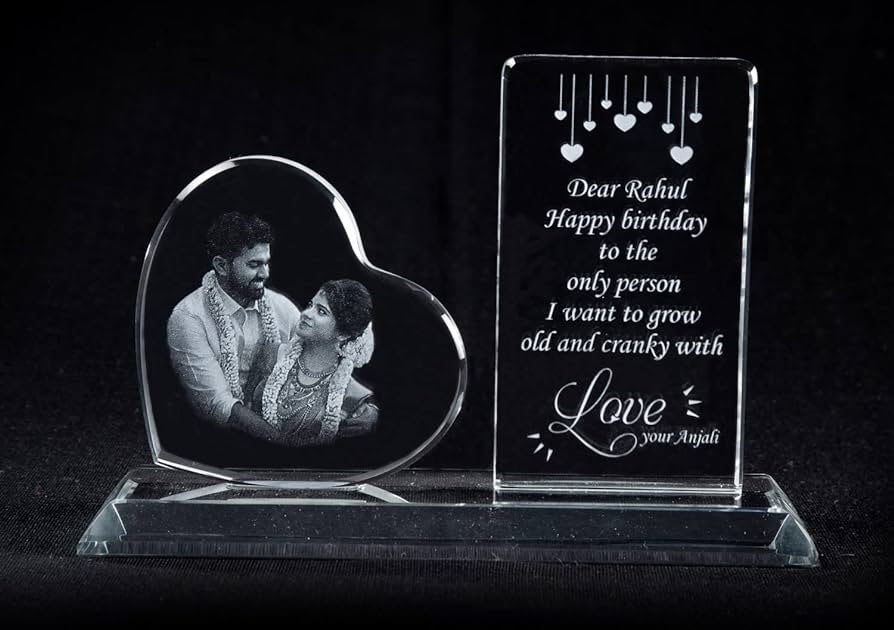 Dear Rahul
Happy birthday
to the
only person
I want to grow
old and cranky with
Love
your Anjali